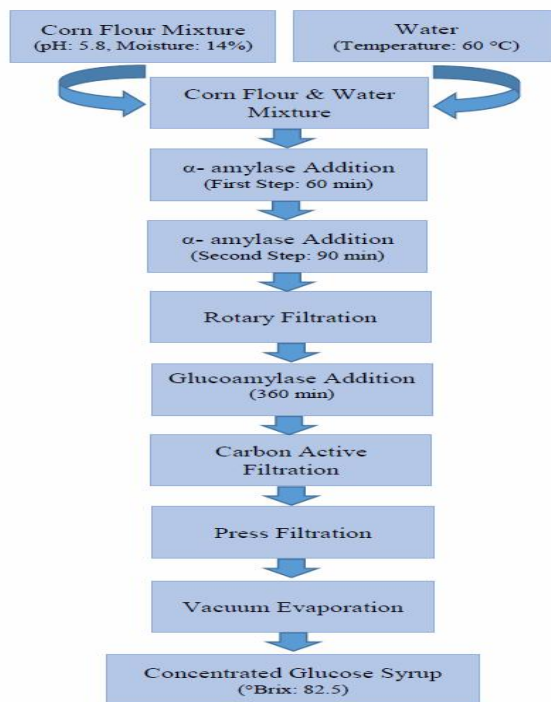 Corn Flour Mixture
(pH: 5.8, Moisture: 14%)
Water
(Temperature: 60 °C)
Corn Flour & Water
Mixture
α- amylase Addition
(First Step: 60 min)
α- amylase Addition
(Second Step: 90 min)
Rotary Filtration
Glucoamylase Addition
(360 min)
Carbon Active
Filtration
Press Filtration
Vacuum Evaporation
Concentrated Glucose Syrup
(°Brix: 82.5)